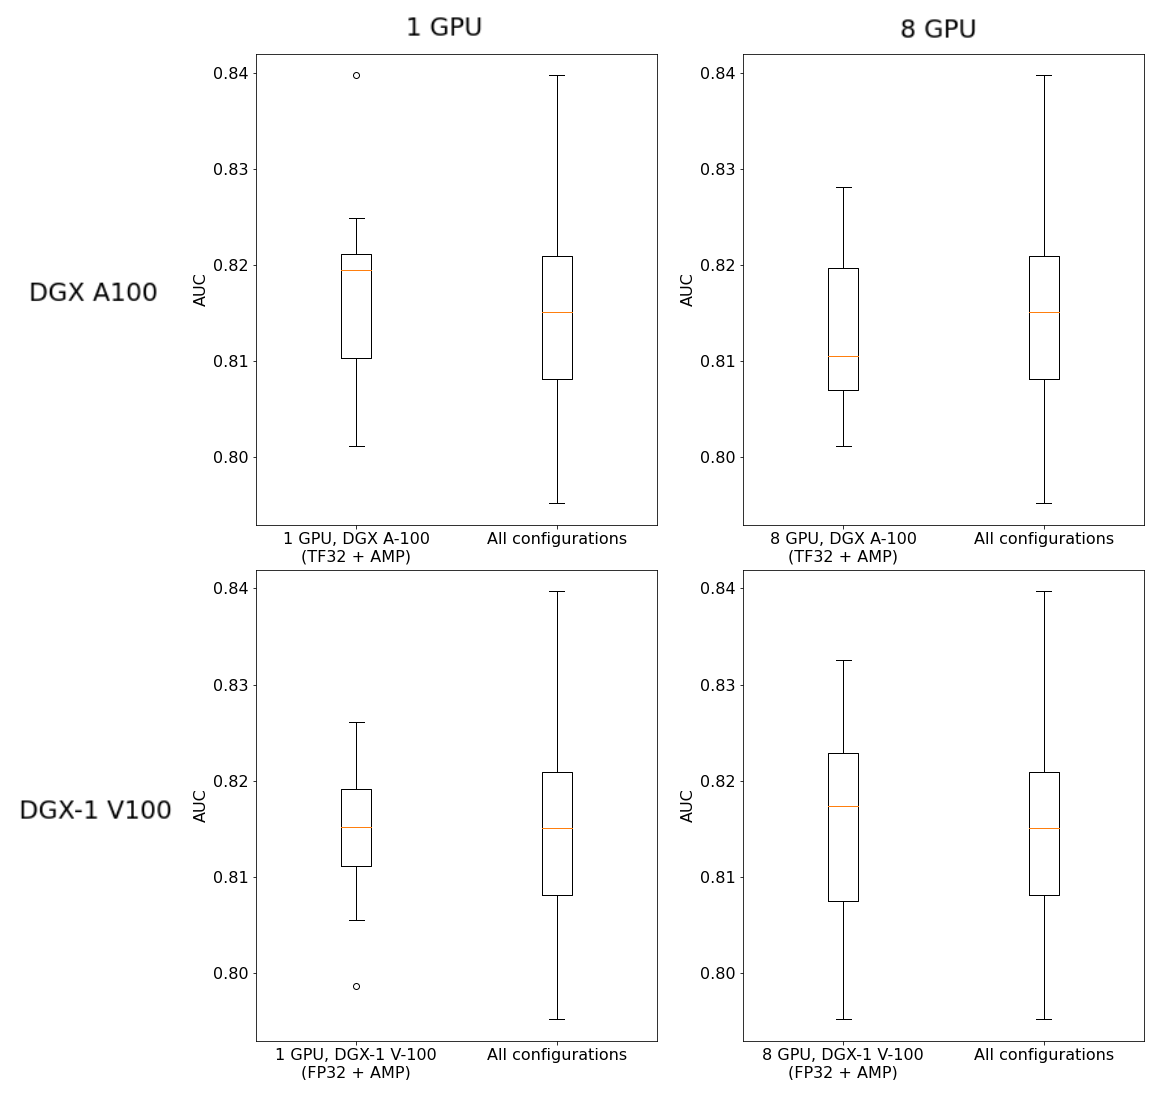 1 GPU
8 GPU
DGX A100
AUC
0.84
0.83
0.82
0.81
0.80
1 GPU, DGX A-100
(TF32 + AMP)
All configurations
AUC
0.84
0.83
0.82
0.81
0.80
8 GPU, DGX A-100
(TF32 + AMP)
All configurations
DGX-1 V100
AUC
0.84
0.83
0.82
0.81
0.80
1 GPU, DGX-1 V-100
(FP32 + AMP)
All configurations
AUC
0.84
0.83
0.82
0.81
0.80
8 GPU, DGX-1 V-100
(FP32 + AMP)
All configurations